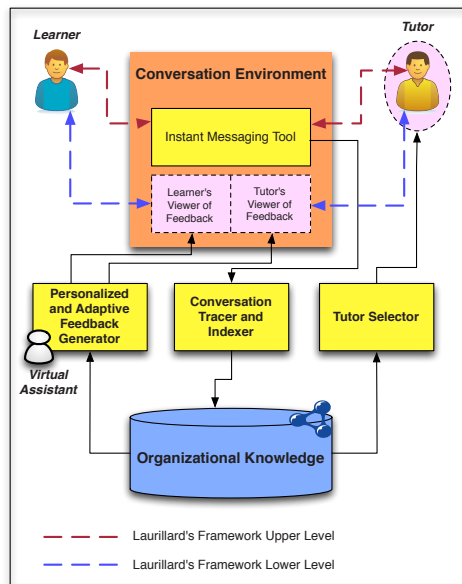 Learner
Tutor
Conversation Environment
Instant Messaging Tool
Learner's
Viewer of
Feedback
Tutor's
Viewer of
Feedback
Personalized
and Adaptive
Feedback
Generator
Conversation
Tracer and
Indexer
Tutor Selector
Virtual
Assistant
Organizational Knowledge
Laurillard's Framework Upper Level
Laurillard's Framework Lower Level